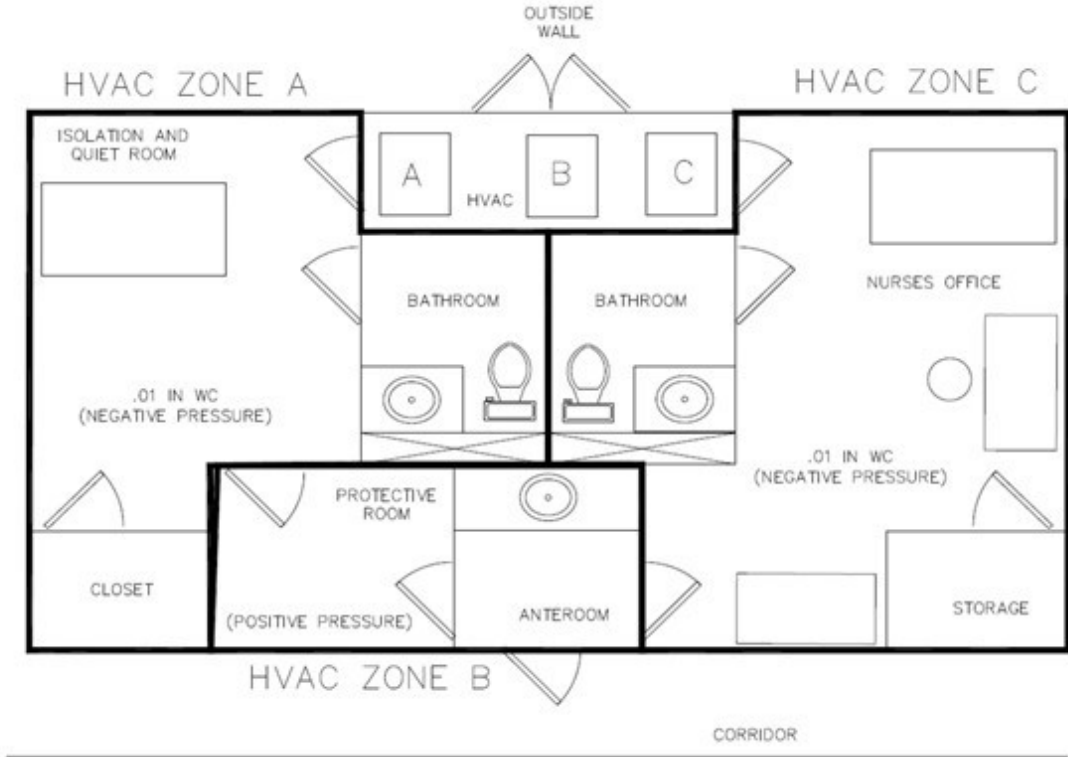 OUTSIDE
WALL
HVAC ZONE A
HVAC ZONE C
ISOLATION AND
QUIET ROOM
A
B
C
HVAC
BATHROOM
BATHROOM
NURSES OFFICE
.01 IN WC
(NEGATIVE PRESSURE)
.01 IN WC
(NEGATIVE PRESSURE)
PROTECTIVE
ROOM
CLOSET
(POSITIVE PRESSURE)
ANTEROOM
STORAGE
HVAC ZONE B
CORRIDOR